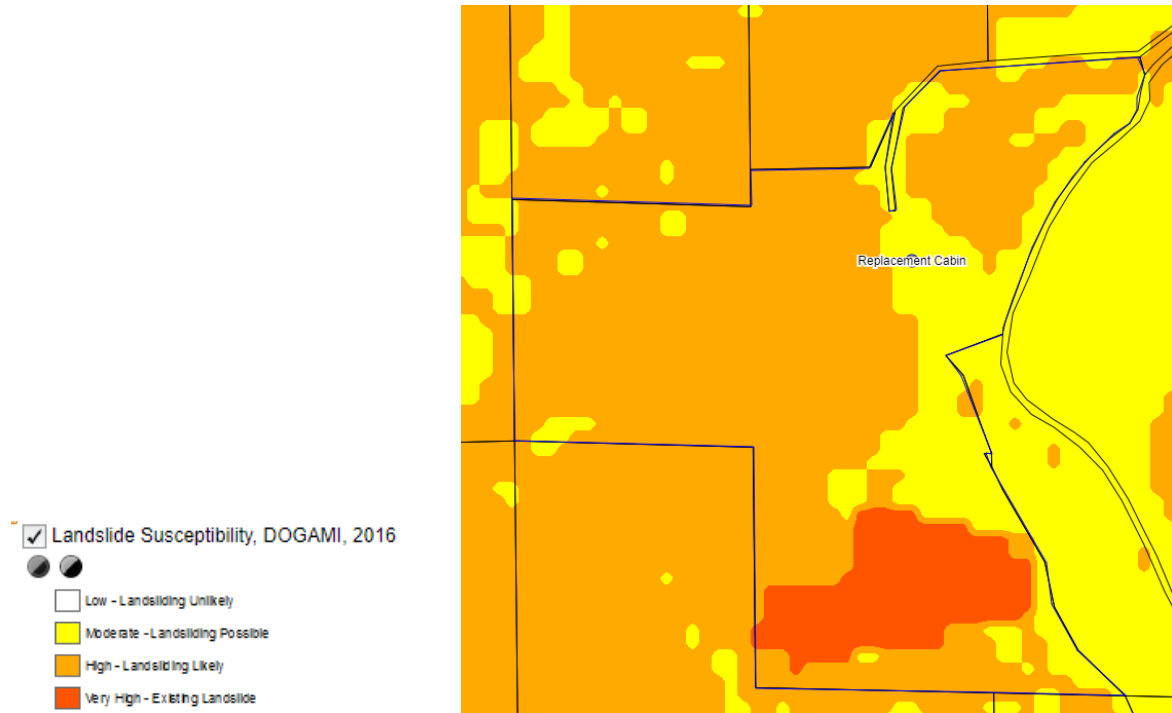 Replacement Cabin
Landslide Susceptibility, DOGAMI, 2016
Low - Landsliding Unlikely
Moderate - Landsliding Possible
High - Landsliding Likely
Very High - Existing Landslide